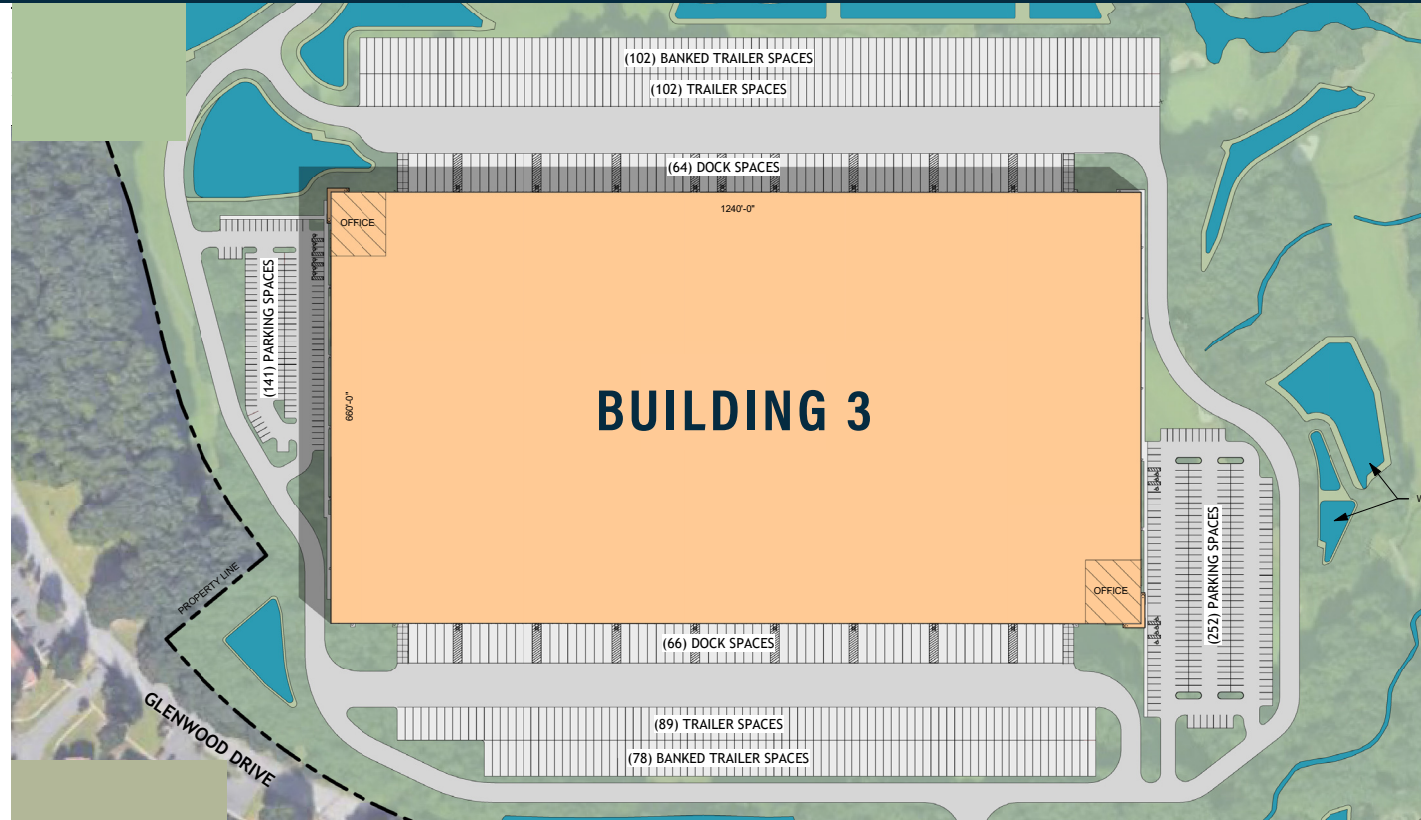 (102) BANKED TRAILER SPACES
(102) TRAILER SPACES
(64) DOCK SPACES
1240'-0"
OFFICE
(141) PARKING SPACES
660'-0"
BUILDING 3
PROPERTY LINE
OFFICE
(252) PARKING SPACES
(66) DOCK SPACES
GLENWOOD DRIVE
(89) TRAILER SPACES
(78) BANKED TRAILER SPACES